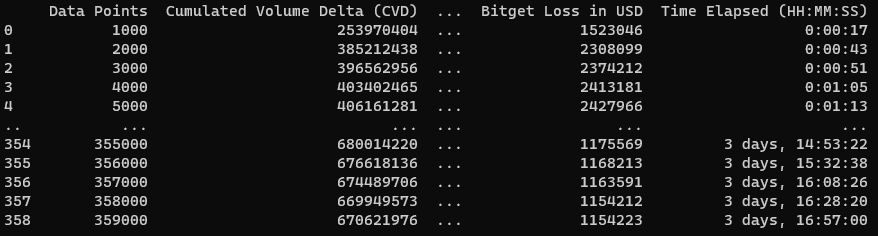 Data Points  Cumulated Volume Delta (CVD)  ...  Bitget Loss in USD  Time Elapsed (HH:MM:SS)
0           1000                     253970404  ...             1523046                  0:00:17
1           2000                     385212438  ...             2308099                  0:00:43
2           3000                     396562956  ...             2374212                  0:00:51
3           4000                     403402465  ...             2413181                  0:01:05
4           5000                     406161281  ...             2427966                  0:01:13
..           ...                           ...  ...                 ...                      ...
354       355000                     680014220  ...             1175569         3 days, 14:53:22
355       356000                     676618136  ...             1168213         3 days, 15:32:38
356       357000                     674489706  ...             1163591         3 days, 16:08:26
357       358000                     669949573  ...             1154212         3 days, 16:28:20
358       359000                     670621976  ...             1154223         3 days, 16:57:00